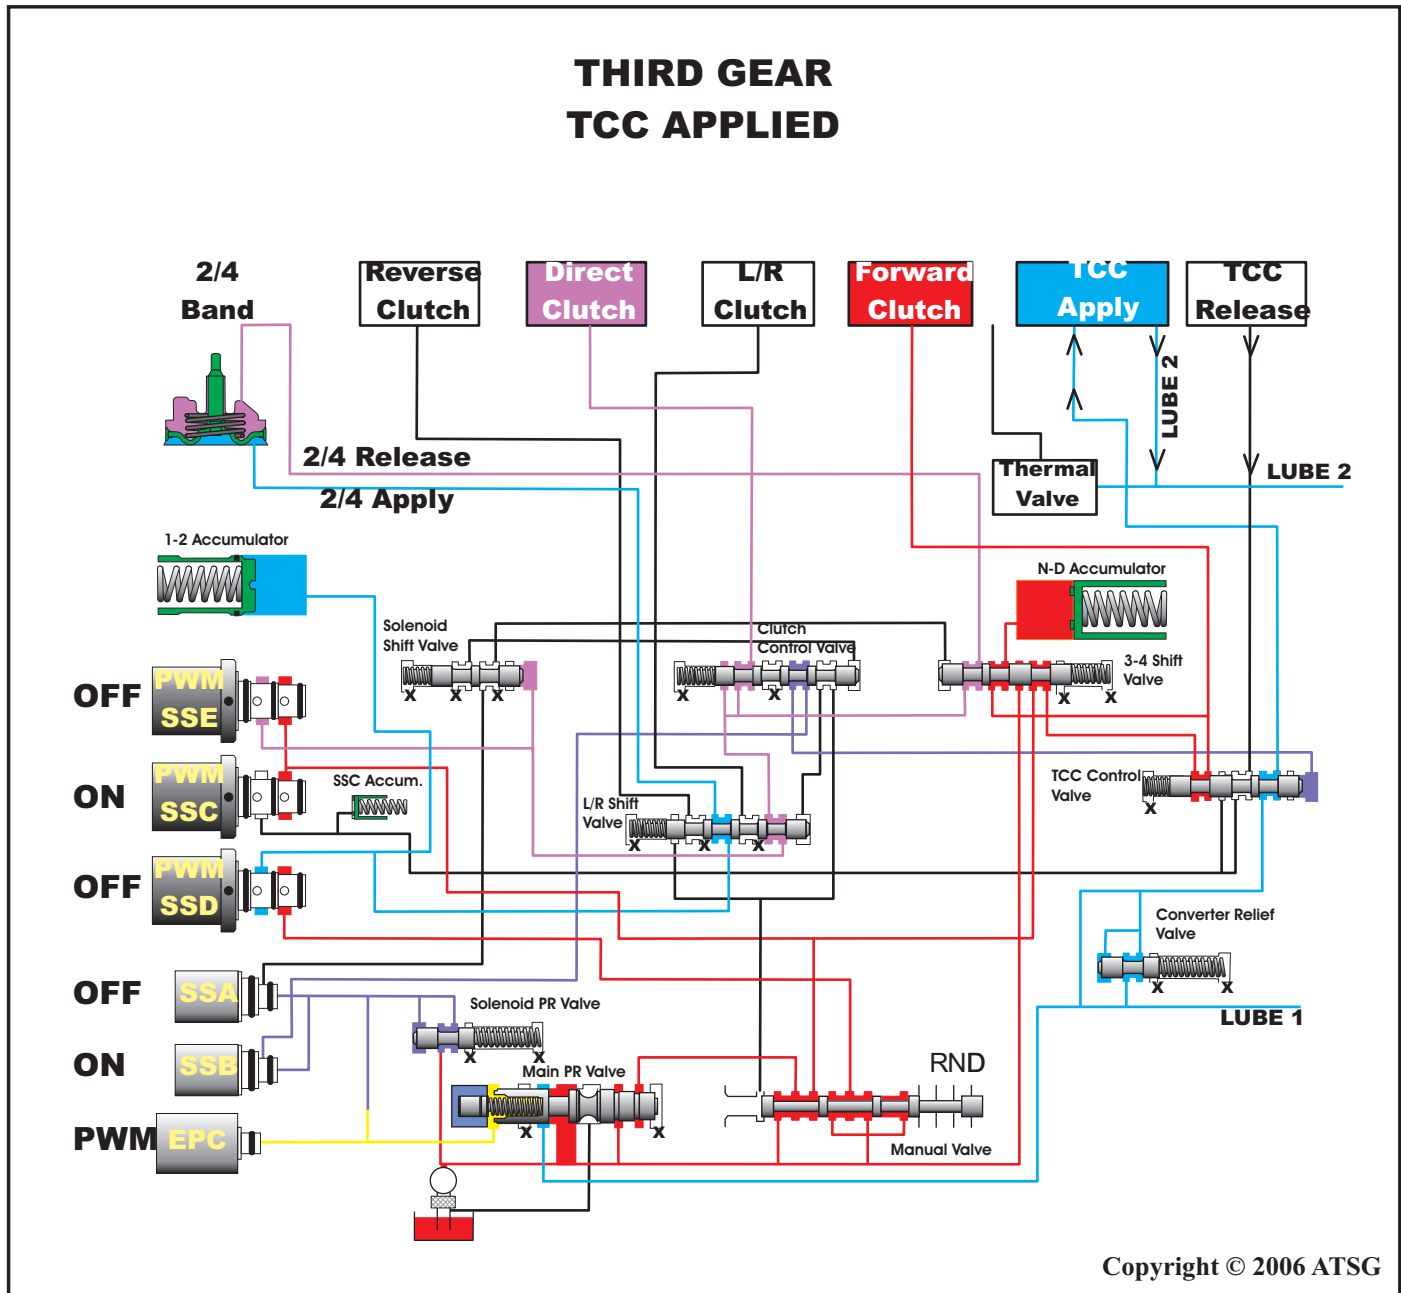 THIRD GEAR
TCC APPLIED
2/4
Band
Reverse
Clutch
Direct
Clutch
L/R
Clutch
Forward
Clutch
TCC
Apply
TCC
Release
LUBE 2
2/4 Release
2/4 Apply
Thermal
Valve
LUBE 2
1-2 Accumulator
N-D Accumulator
Solenoid
Shift Valve
Clutch
Control Valve
3-4 Shift
Valve
X X X X X X X
OFF
PWM
SSE
ON
PWM
SSC
SSC Accum.
L/R Shift
Valve
X X X
TCC Control
Valve
X
OFF
PWM
SSD
Converter Relief
Valve
X X
LUBE 1
OFF
SSA
Solenoid PR Valve
X X
ON
SSB
Main PR Valve
X X
RND
Manual Valve
PWM
EPC
Copyright © 2006 ATSG